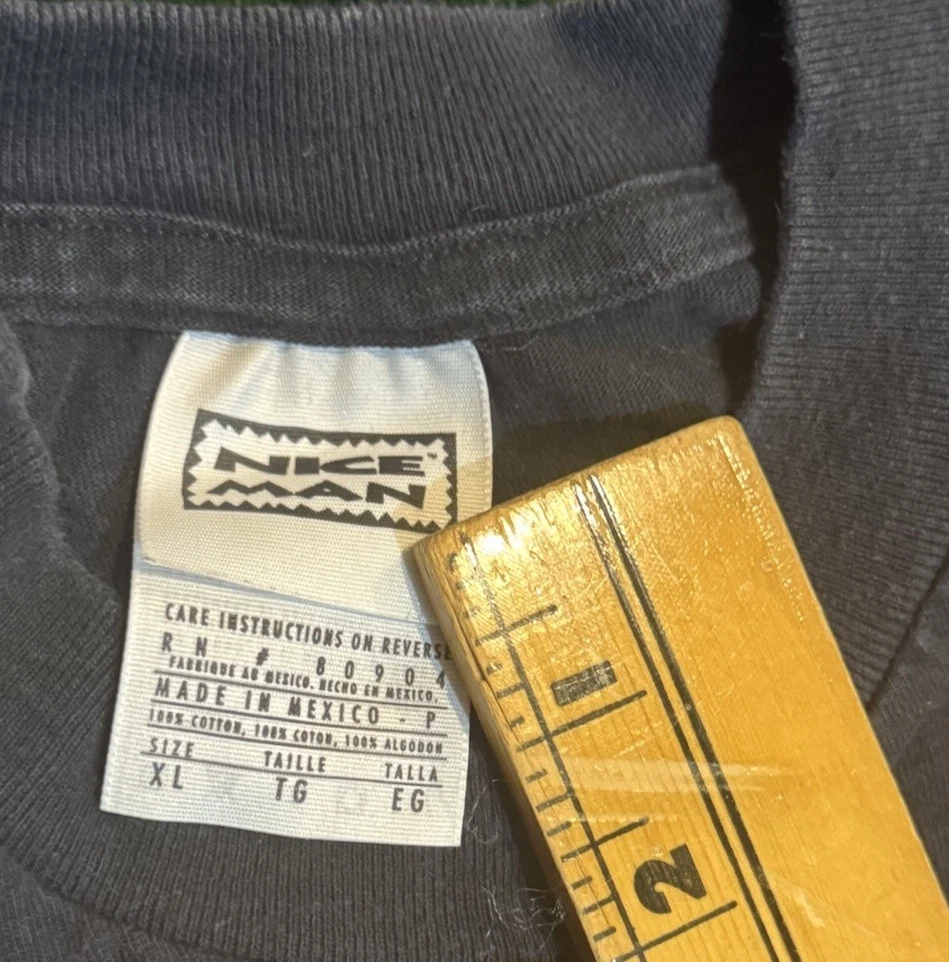 NICE™
MAN
CARE INSTRUCTIONS ON REVERSE
RN # 80904
FABRIQUE AU MEXICO. HECHO EN MEXICO.
MADE IN MEXICO - P
100% COTTON, 100% COTON, 100% ALGODON
SIZE TAILLE TALLA
XL TG EG
1
2